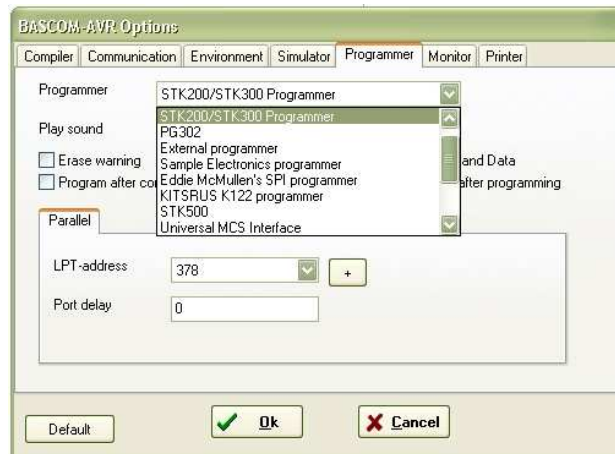 BASCOM-AVR Options
Compiler Communication Environment Simulator Programmer Monitor Printer
Programmer STK200/STK300 Programmer
STK200/STK300 Programmer
Play sound PG302
External programmer
Erase warning Sample Electronics programmer and Data
Program after co Eddie McMullen's SPI programmer after programming
KITSRUS K122 programmer
STK500
Parallel Universal MCS Interface
LPT-address 378 +
Port delay 0
Default Ok Cancel